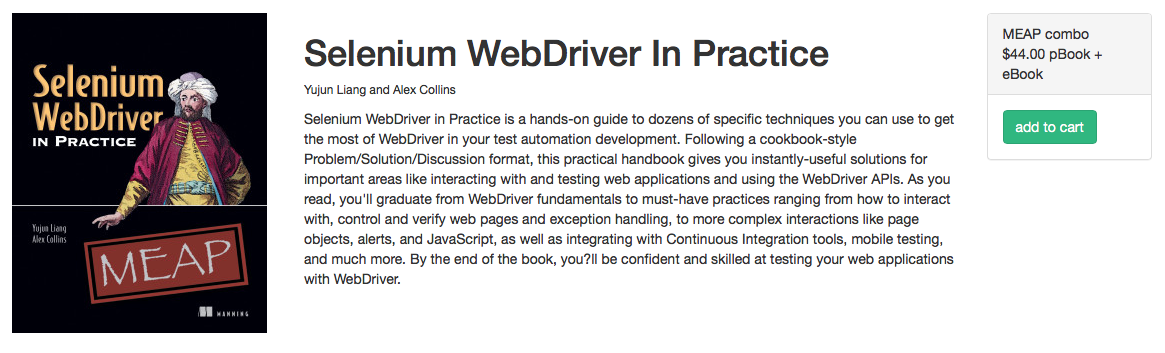 Selenium
WebDriver
IN PRACTICE
Yujun Liang
Alex Collins
MEAP
MANNING
Selenium WebDriver In Practice
Yujun Liang and Alex Collins
Selenium WebDriver in Practice is a hands-on guide to dozens of specific techniques you can use to get
the most of WebDriver in your test automation development. Following a cookbook-style
Problem/Solution/Discussion format, this practical handbook gives you instantly-useful solutions for
important areas like interacting with and testing web applications and using the WebDriver APIs. As you
read, you'll graduate from WebDriver fundamentals to must-have practices ranging from how to interact
with, control and verify web pages and exception handling, to more complex interactions like page
objects, alerts, and JavaScript, as well as integrating with Continuous Integration tools, mobile testing,
and much more. By the end of the book, you?ll be confident and skilled at testing your web applications
with WebDriver.
MEAP combo
$44.00 pBook +
eBook
add to cart